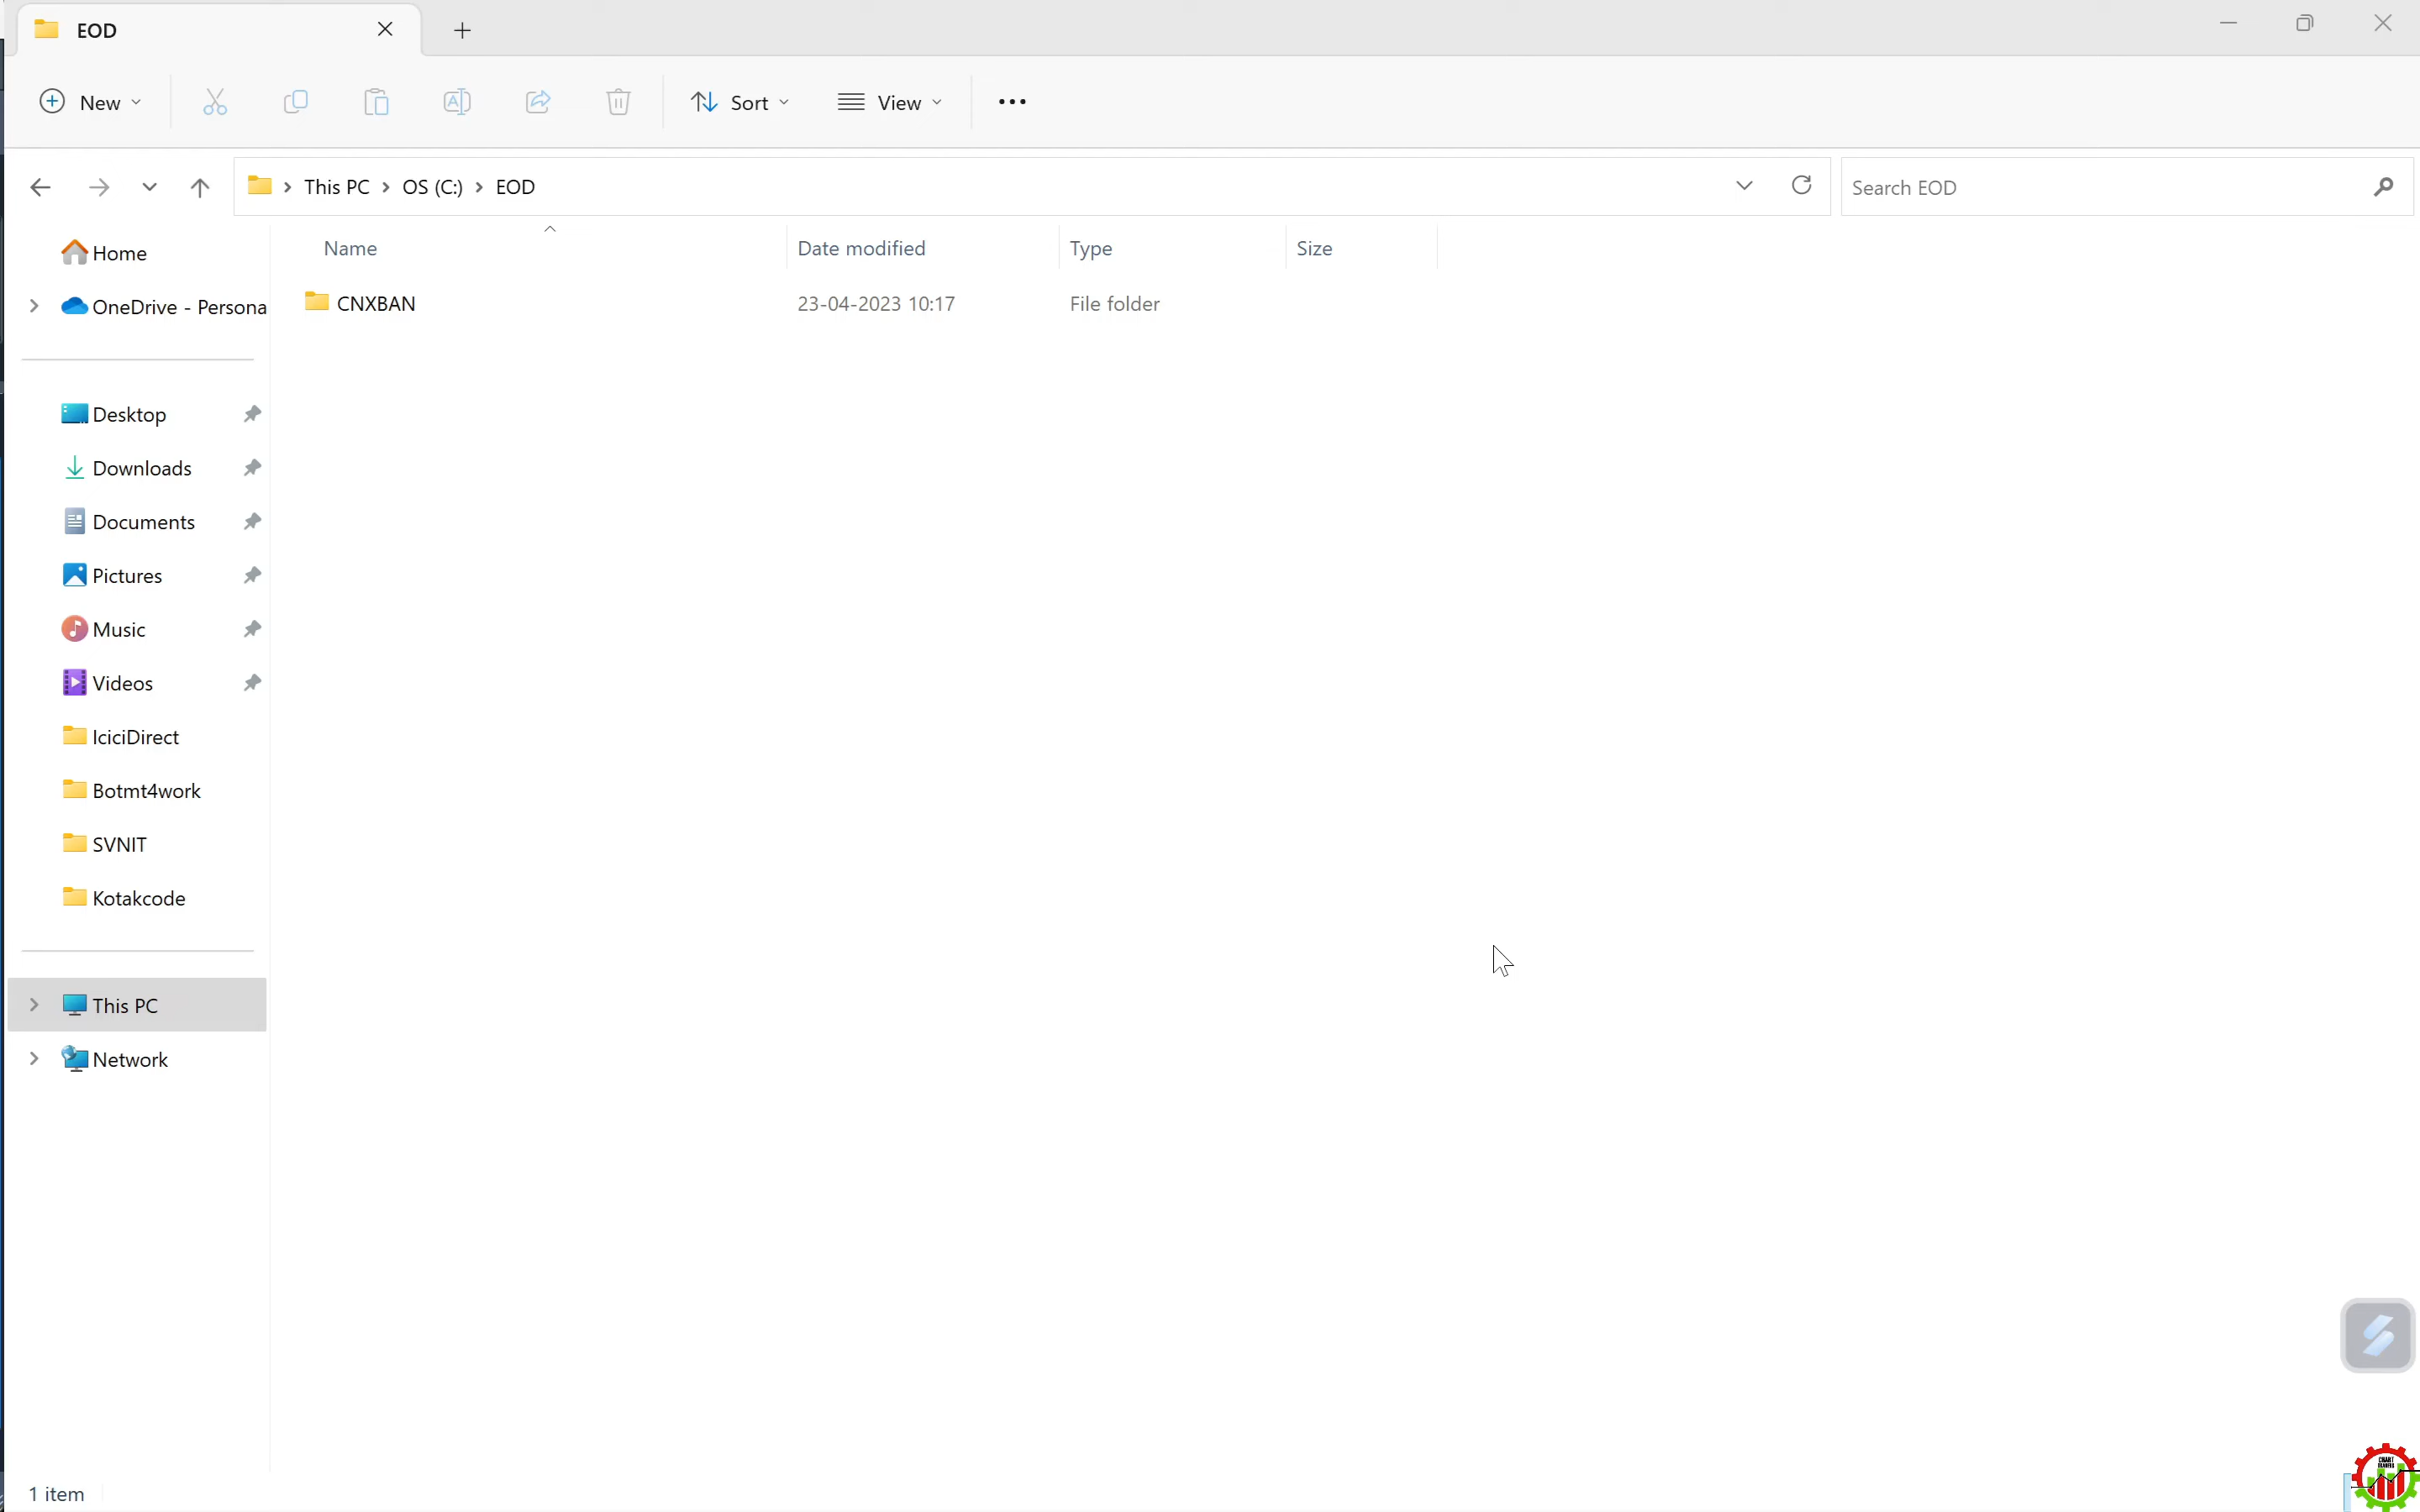 EOD
New
Sort
View
This PC
OS (C:)
EOD
Search EOD
Name
Date modified
Type
Size
Home
OneDrive - Persona
CNXBAN
23-04-2023 10:17
File folder
Desktop
Downloads
Documents
Pictures
Music
Videos
IciciDirect
Botmt4work
SVNIT
Kotakcode
This PC
Network
1 item